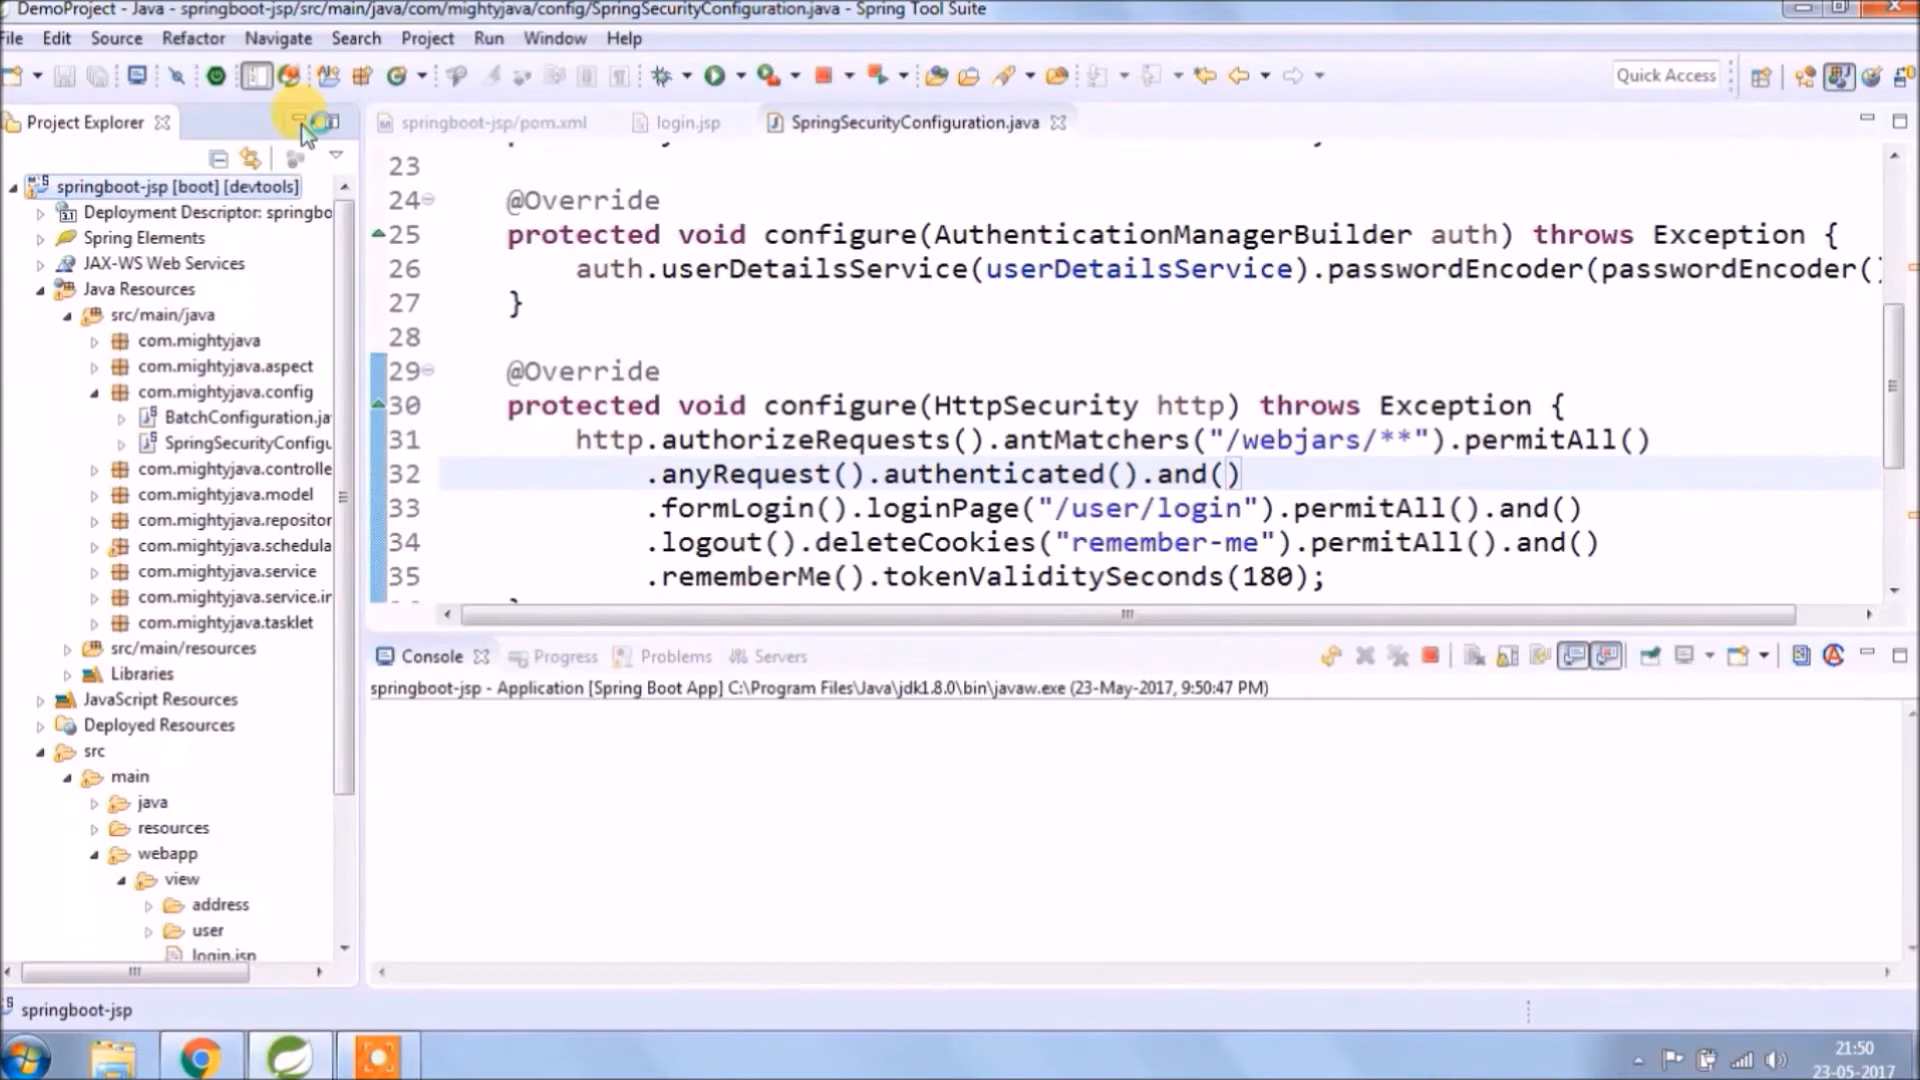 DemoProject - Java - springboot-jsp/src/main/java/com/mightyjava/config/SpringSecurityConfiguration.java - Spring Tool Suite
File Edit Source Refactor Navigate Search Project Run Window Help
Quick Access
Project Explorer
springboot-jsp/pom.xml login.jsp SpringSecurityConfiguration.java
springboot-jsp [boot] [devtools]
Deployment Descriptor: springbo
Spring Elements
JAX-WS Web Services
Java Resources
src/main/java
com.mightyjava
com.mightyjava.aspect
com.mightyjava.config
BatchConfiguration.ja
SpringSecurityConfigu
com.mightyjava.controlle
com.mightyjava.model
com.mightyjava.repositor
com.mightyjava.schedula
com.mightyjava.service
com.mightyjava.service.ir
com.mightyjava.tasklet
src/main/resources
Libraries
JavaScript Resources
Deployed Resources
src
main
java
resources
webapp
view
address
user
login.jsp
23
24 @Override
25 protected void configure(AuthenticationManagerBuilder auth) throws Exception {
26 auth.userDetailsService(userDetailsService).passwordEncoder(passwordEncoder()
27 }
28
29 @Override
30 protected void configure(HttpSecurity http) throws Exception {
31 http.authorizeRequests().antMatchers("/webjars/**").permitAll()
32 .anyRequest().authenticated().and()
33 .formLogin().loginPage("/user/login").permitAll().and()
34 .logout().deleteCookies("remember-me").permitAll().and()
35 .rememberMe().tokenValiditySeconds(180);
Console Progress Problems Servers
springboot-jsp - Application [Spring Boot App] C:\Program Files\Java\jdk1.8.0\bin\javaw.exe (23-May-2017, 9:50:47 PM)
springboot-jsp
21:50
23-05-2017